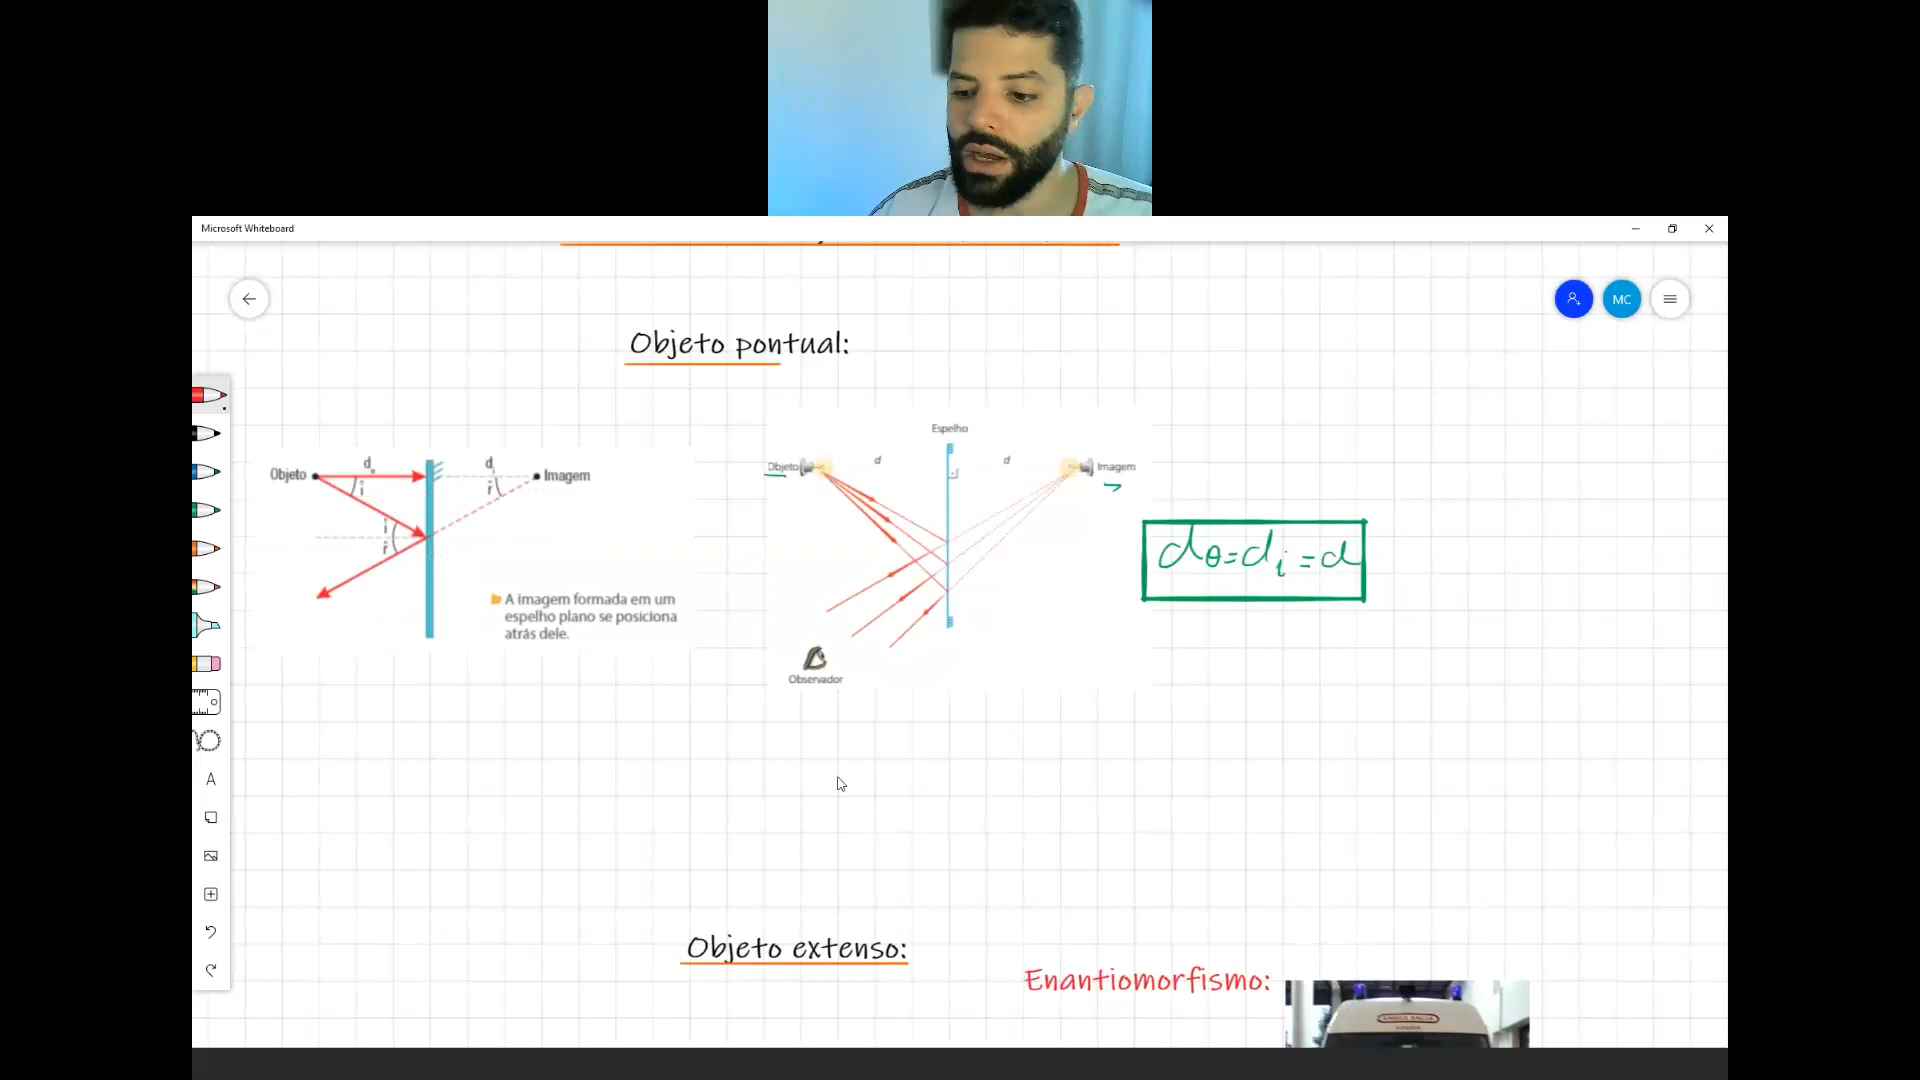 Microsoft Whiteboard
MC
Objeto pontual:
Objeto
d
o
d
i
Imagem
î
r̂
î
r̂
A imagem formada em um
espelho plano se posiciona
atrás dele.
Espelho
Objeto
d
d
Imagem
Observador
do=di=d
Objeto extenso:
Enantiomorfismo:
A